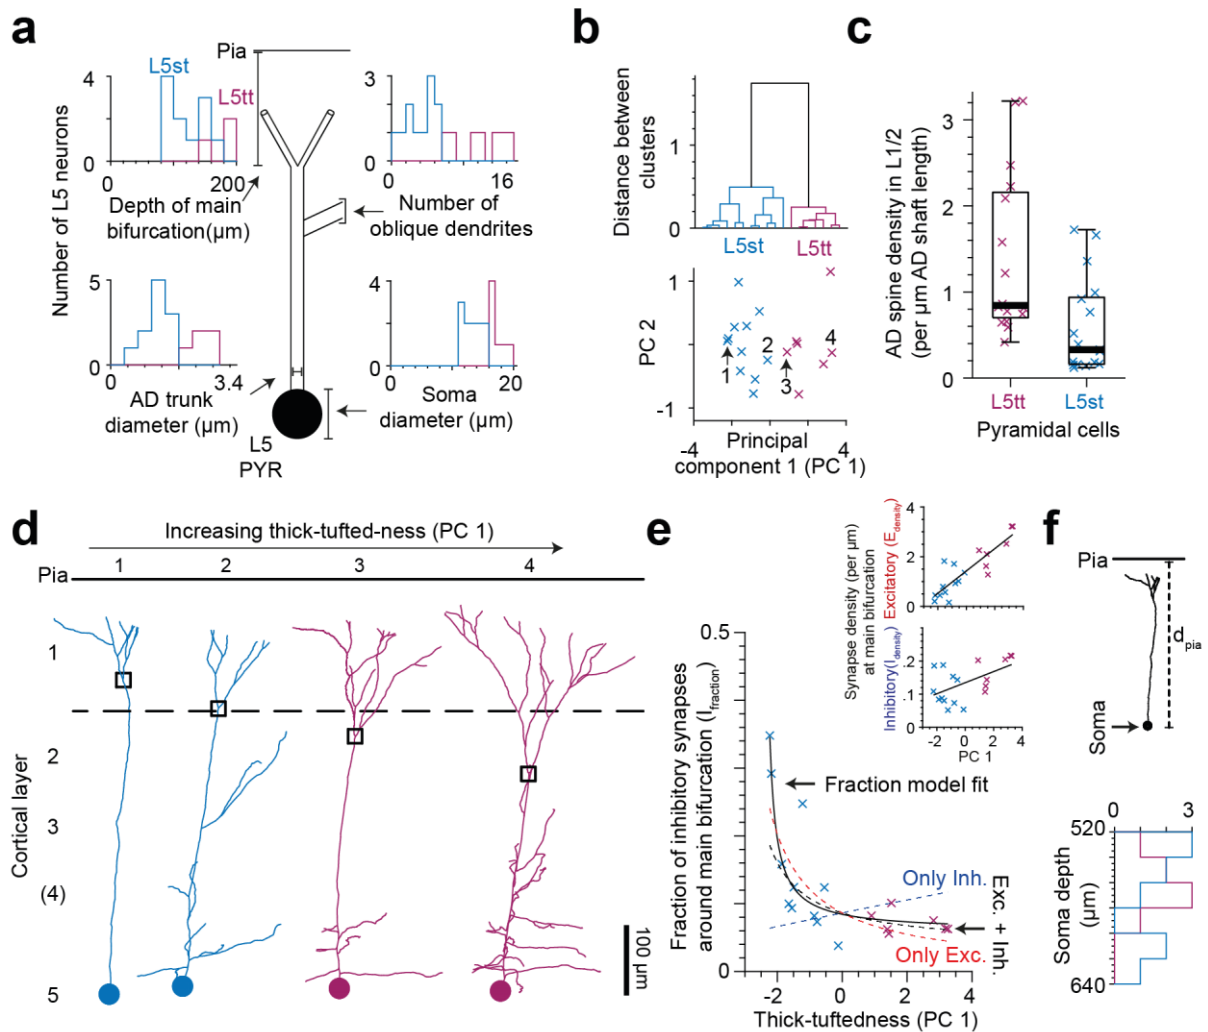 a
Pia
4
L5st
L5tt
0
0
200
Depth of main
bifurcation(µm)
3
0
0
16
Number of
oblique dendrites
Number of L5 neurons
5
0
0
3.4
AD trunk
diameter (µm)
4
0
0
20
Soma
diameter (µm)
L5
PYR
b
Distance between
clusters
1
0
L5st
L5tt
PC 2
1
-1
1
2
3
4
-4
4
Principal
component 1 (PC 1)
c
AD spine density in L1/2
(per µm AD shaft length)
3
2
1
0
L5tt
L5st
Pyramidal cells
d
Increasing thick-tufted-ness (PC 1)
Pia
1
2
3
4
Cortical layer
1
2
3
(4)
5
100 µm
e
Synapse density (per µm)
at main bifurcation
Excitatory (Edensity)
4
2
0
Inhibitory(Idensity)
2
1
0
-2
0
2
4
PC 1
Fraction of inhibitory synapses
around main bifurcation (Ifraction)
0.5
0
Fraction model fit
Only Inh.
Only Exc.
Exc. + Inh.
-2
0
2
4
Thick-tuftedness (PC 1)
f
Pia
dpia
Soma
0
3
520
Soma depth
(µm)
640